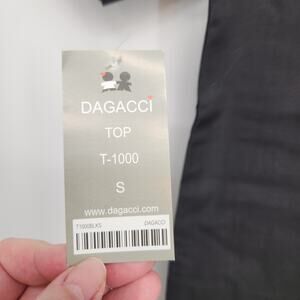 DAGACCI
TOP
T-1000
S
www.dagacci.com
T1000BLKS DAGACCI